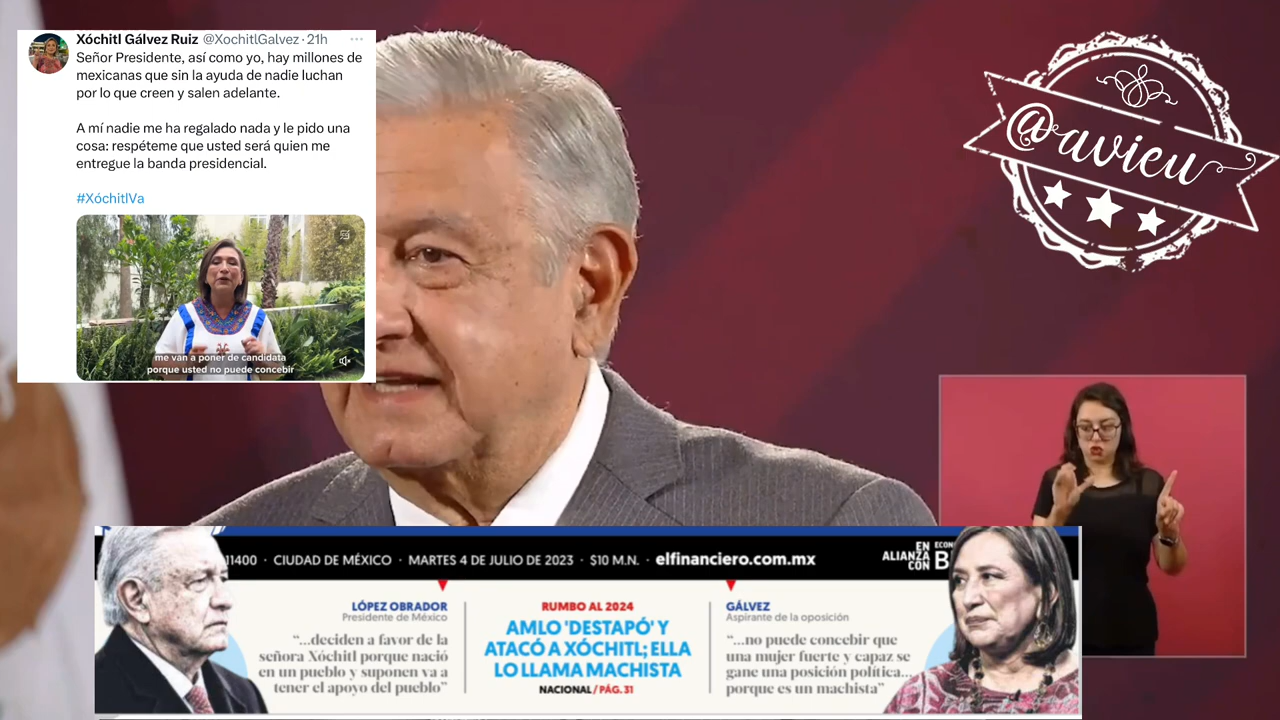 Xóchitl Gálvez Ruiz @XochitlGalvez · 21h
Señor Presidente, así como yo, hay millones de
mexicanas que sin la ayuda de nadie luchan
por lo que creen y salen adelante.
A mí nadie me ha regalado nada y le pido una
cosa: respéteme que usted será quien me
entregue la banda presidencial.
#XóchitlVa
me van a poner de candidata
porque usted no puede concebir
@avieu
11400 · CIUDAD DE MÉXICO · MARTES 4 DE JULIO DE 2023 · $10 M.N. · elfinanciero.com.mx
EN
ALIANZA
CON
LÓPEZ OBRADOR
Presidente de México
“...deciden a favor de la
señora Xóchitl porque nació
en un pueblo y suponen va a
tener el apoyo del pueblo”
RUMBO AL 2024
AMLO 'DESTAPÓ' Y
ATACÓ A XÓCHITL; ELLA
LO LLAMA MACHISTA
NACIONAL / PÁG. 31
GÁLVEZ
Aspirante de la oposición
“...no puede concebir que
una mujer fuerte y capaz se
gane una posición política...
porque es un machista”